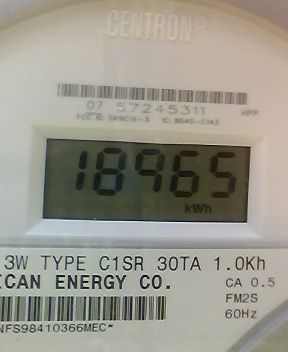 CENTRON®
07 57245311 HPP
18965
kWh
3W TYPE C1SR 30TA 1.0Kh
ICAN ENERGY CO. CA 0.5
FM2S
60Hz
NFS98410366MEC*